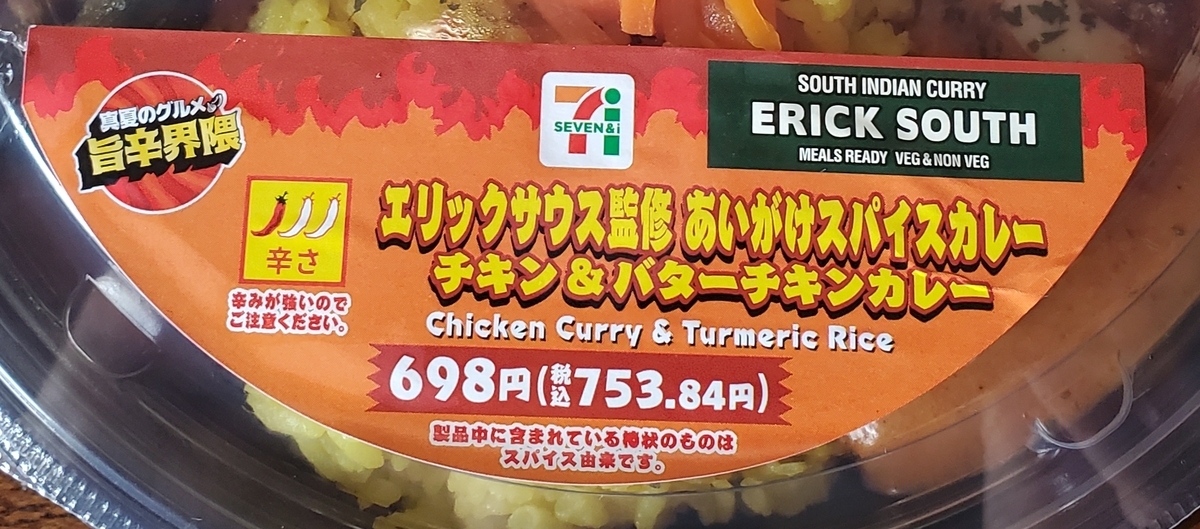 真夏のグルメ
旨辛界隈
SEVEN&i
SOUTH INDIAN CURRY
ERICK SOUTH
MEALS READY VEG & NON VEG
辛さ
辛みが強いので
ご注意ください。
エリックサウス監修 あいがけスパイスカレー
チキン&バターチキンカレー
Chicken Curry & Turmeric Rice
698円(税込753.84円)
製品中に含まれている棒状のものは
スパイス由来です。